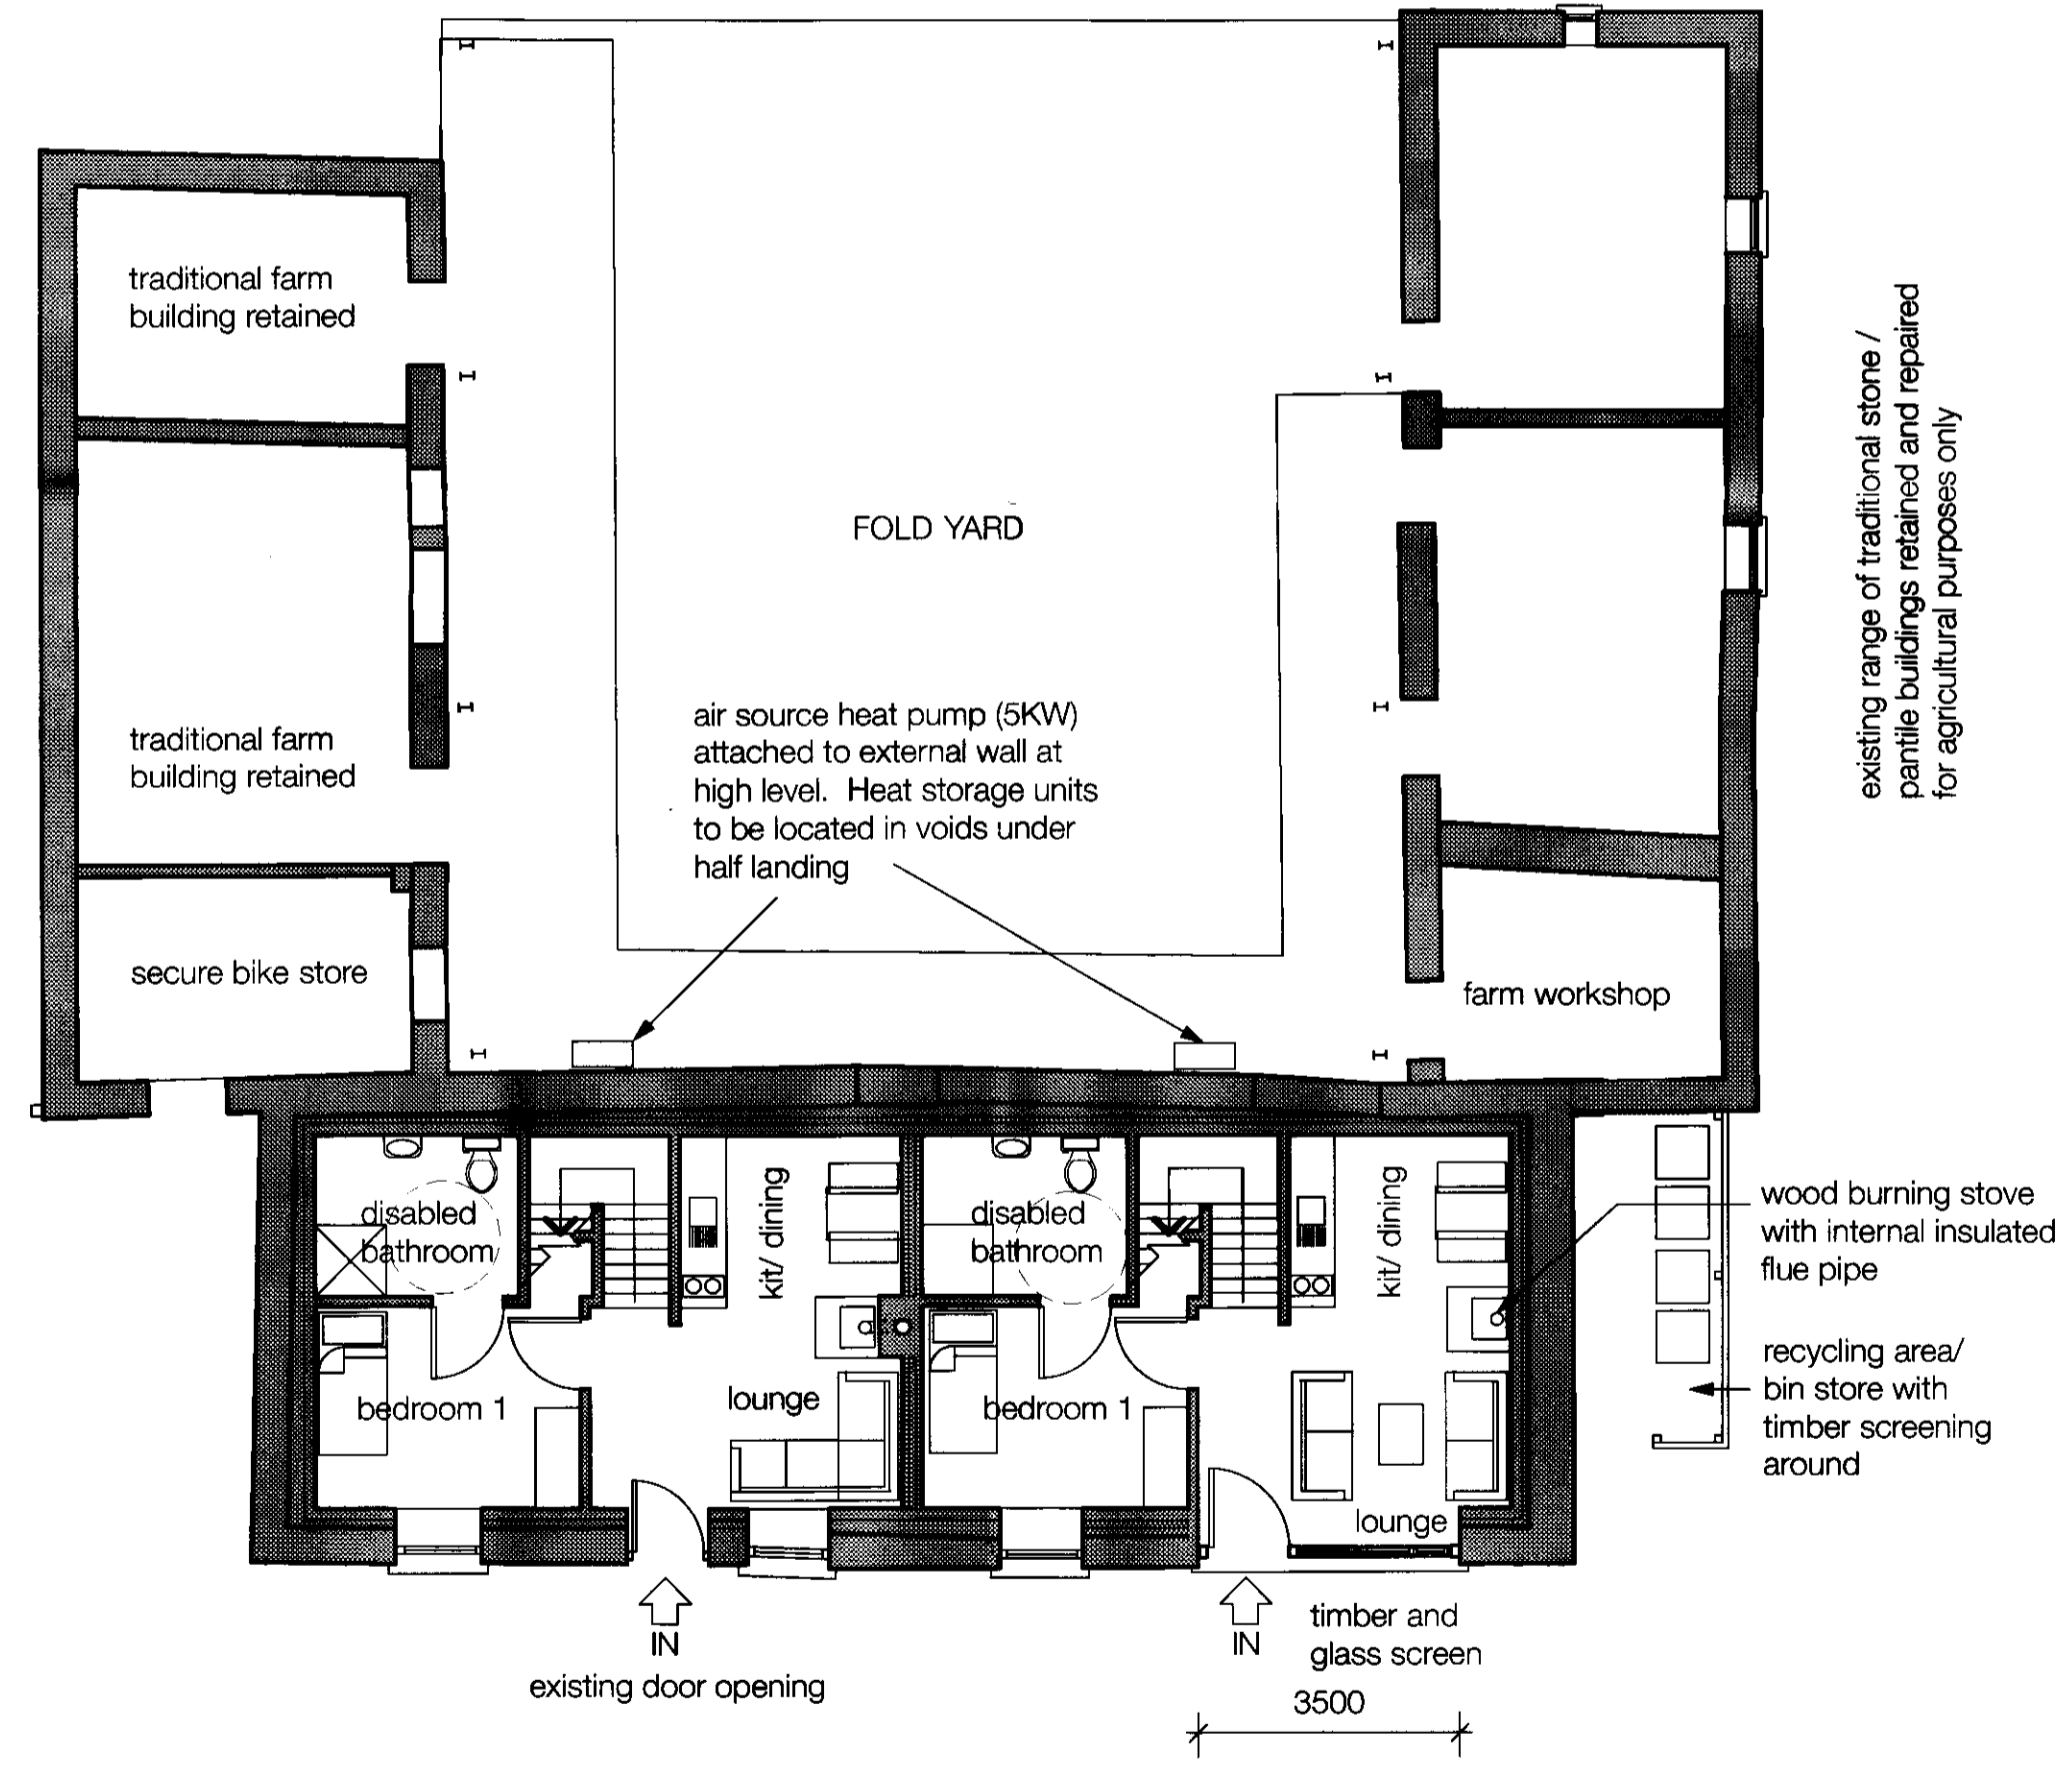 traditional farm
building retained
FOLD YARD
existing range of traditional stone /
pantile buildings retained and repaired
for agricultural purposes only
traditional farm
building retained
air source heat pump (5KW)
attached to external wall at
high level. Heat storage units
to be located in voids under
half landing
secure bike store
farm workshop
disabled
bathroom
kit/ dining
disabled
bathroom
kit/ dining
wood burning stove
with internal insulated
flue pipe
bedroom 1
lounge
bedroom 1
lounge
recycling area/
bin store with
timber screening
around
IN
existing door opening
IN
timber and
glass screen
3500